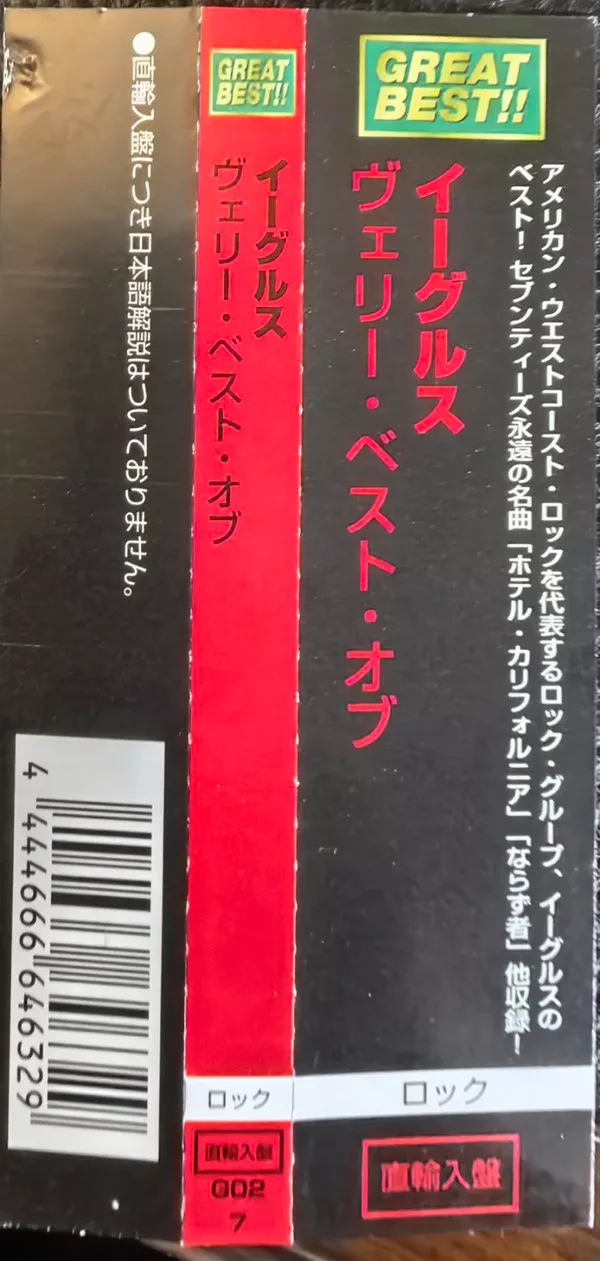 GREAT
BEST!!
アメリカン・ウエストコースト・ロックを代表するロック・グループ、イーグルスの
ベスト！セブンティーズ永遠の名曲「ホテル・カリフォルニア」「ならず者」他収録！
イーグルス
ヴェリー・ベスト・オブ
ロック
直輸入盤
GREAT
BEST!!
イーグルス
ヴェリー・ベスト・オブ
ロック
直輸入盤
GO2
7
●直輸入盤につき日本語解説はついておりません。
4 444666 646329